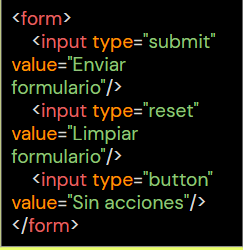 <form>
<input type="submit"
value="Enviar
formulario"/>
<input type="reset"
value="Limpiar
formulario"/>
<input type="button"
value="Sin acciones"/>
</form>